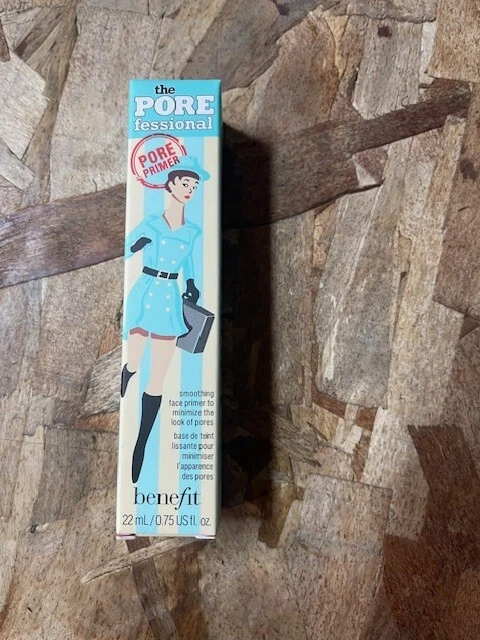 the
PORE
fessional
PORE
PRIMER
smoothing
face primer to
minimize the
look of pores
base de teint
lissante pour
minimiser
l'apparence
des pores
benefit
22 mL / 0.75 US fl. oz.